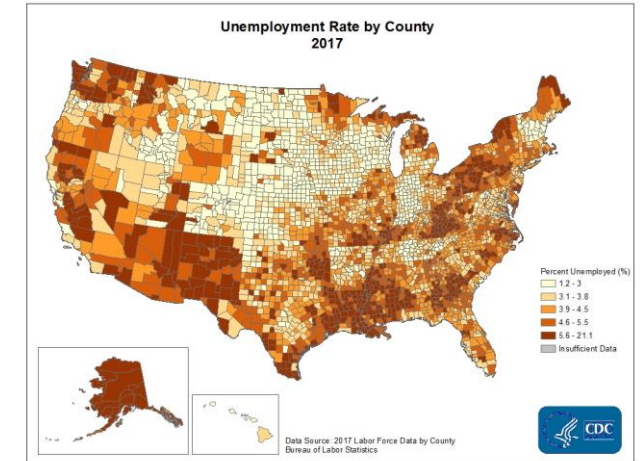 Unemployment Rate by County
2017
Percent Unemployed (%)
1.2 - 3
3.1 - 3.8
3.9 - 4.5
4.6 - 5.5
5.6 - 21.1
Insufficient Data
Data Source: 2017 Labor Force Data by County
Bureau of Labor Statistics
CDC